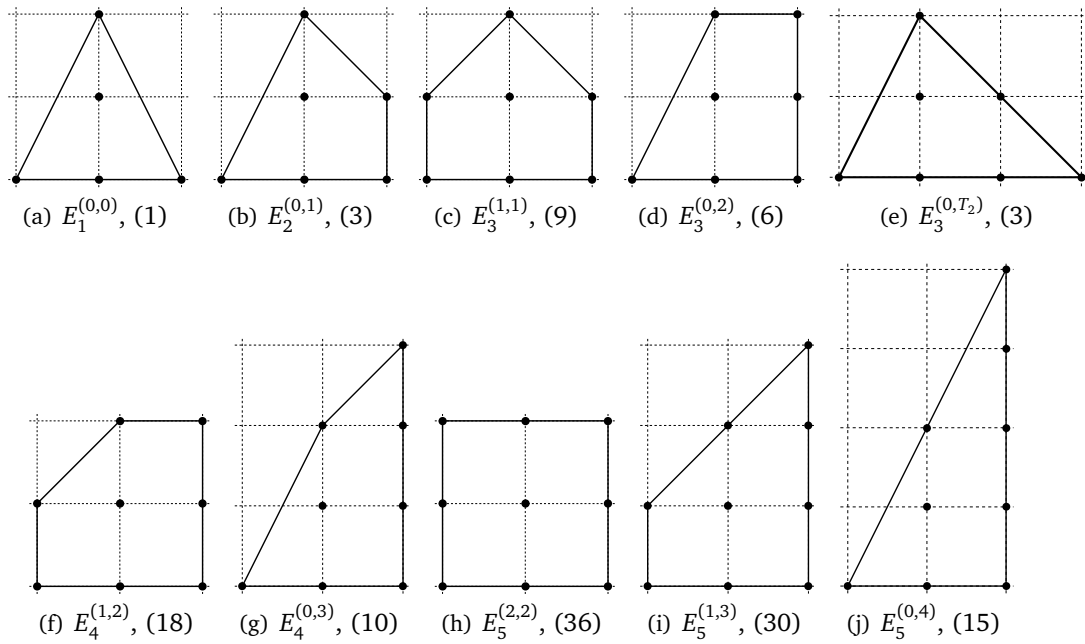 (a) $E_1^{(0,0)}$, (1)
(b) $E_2^{(0,1)}$, (3)
(c) $E_3^{(1,1)}$, (9)
(d) $E_3^{(0,2)}$, (6)
(e) $E_3^{(0,T_2)}$, (3)
(f) $E_4^{(1,2)}$, (18)
(g) $E_4^{(0,3)}$, (10)
(h) $E_5^{(2,2)}$, (36)
(i) $E_5^{(1,3)}$, (30)
(j) $E_5^{(0,4)}$, (15)